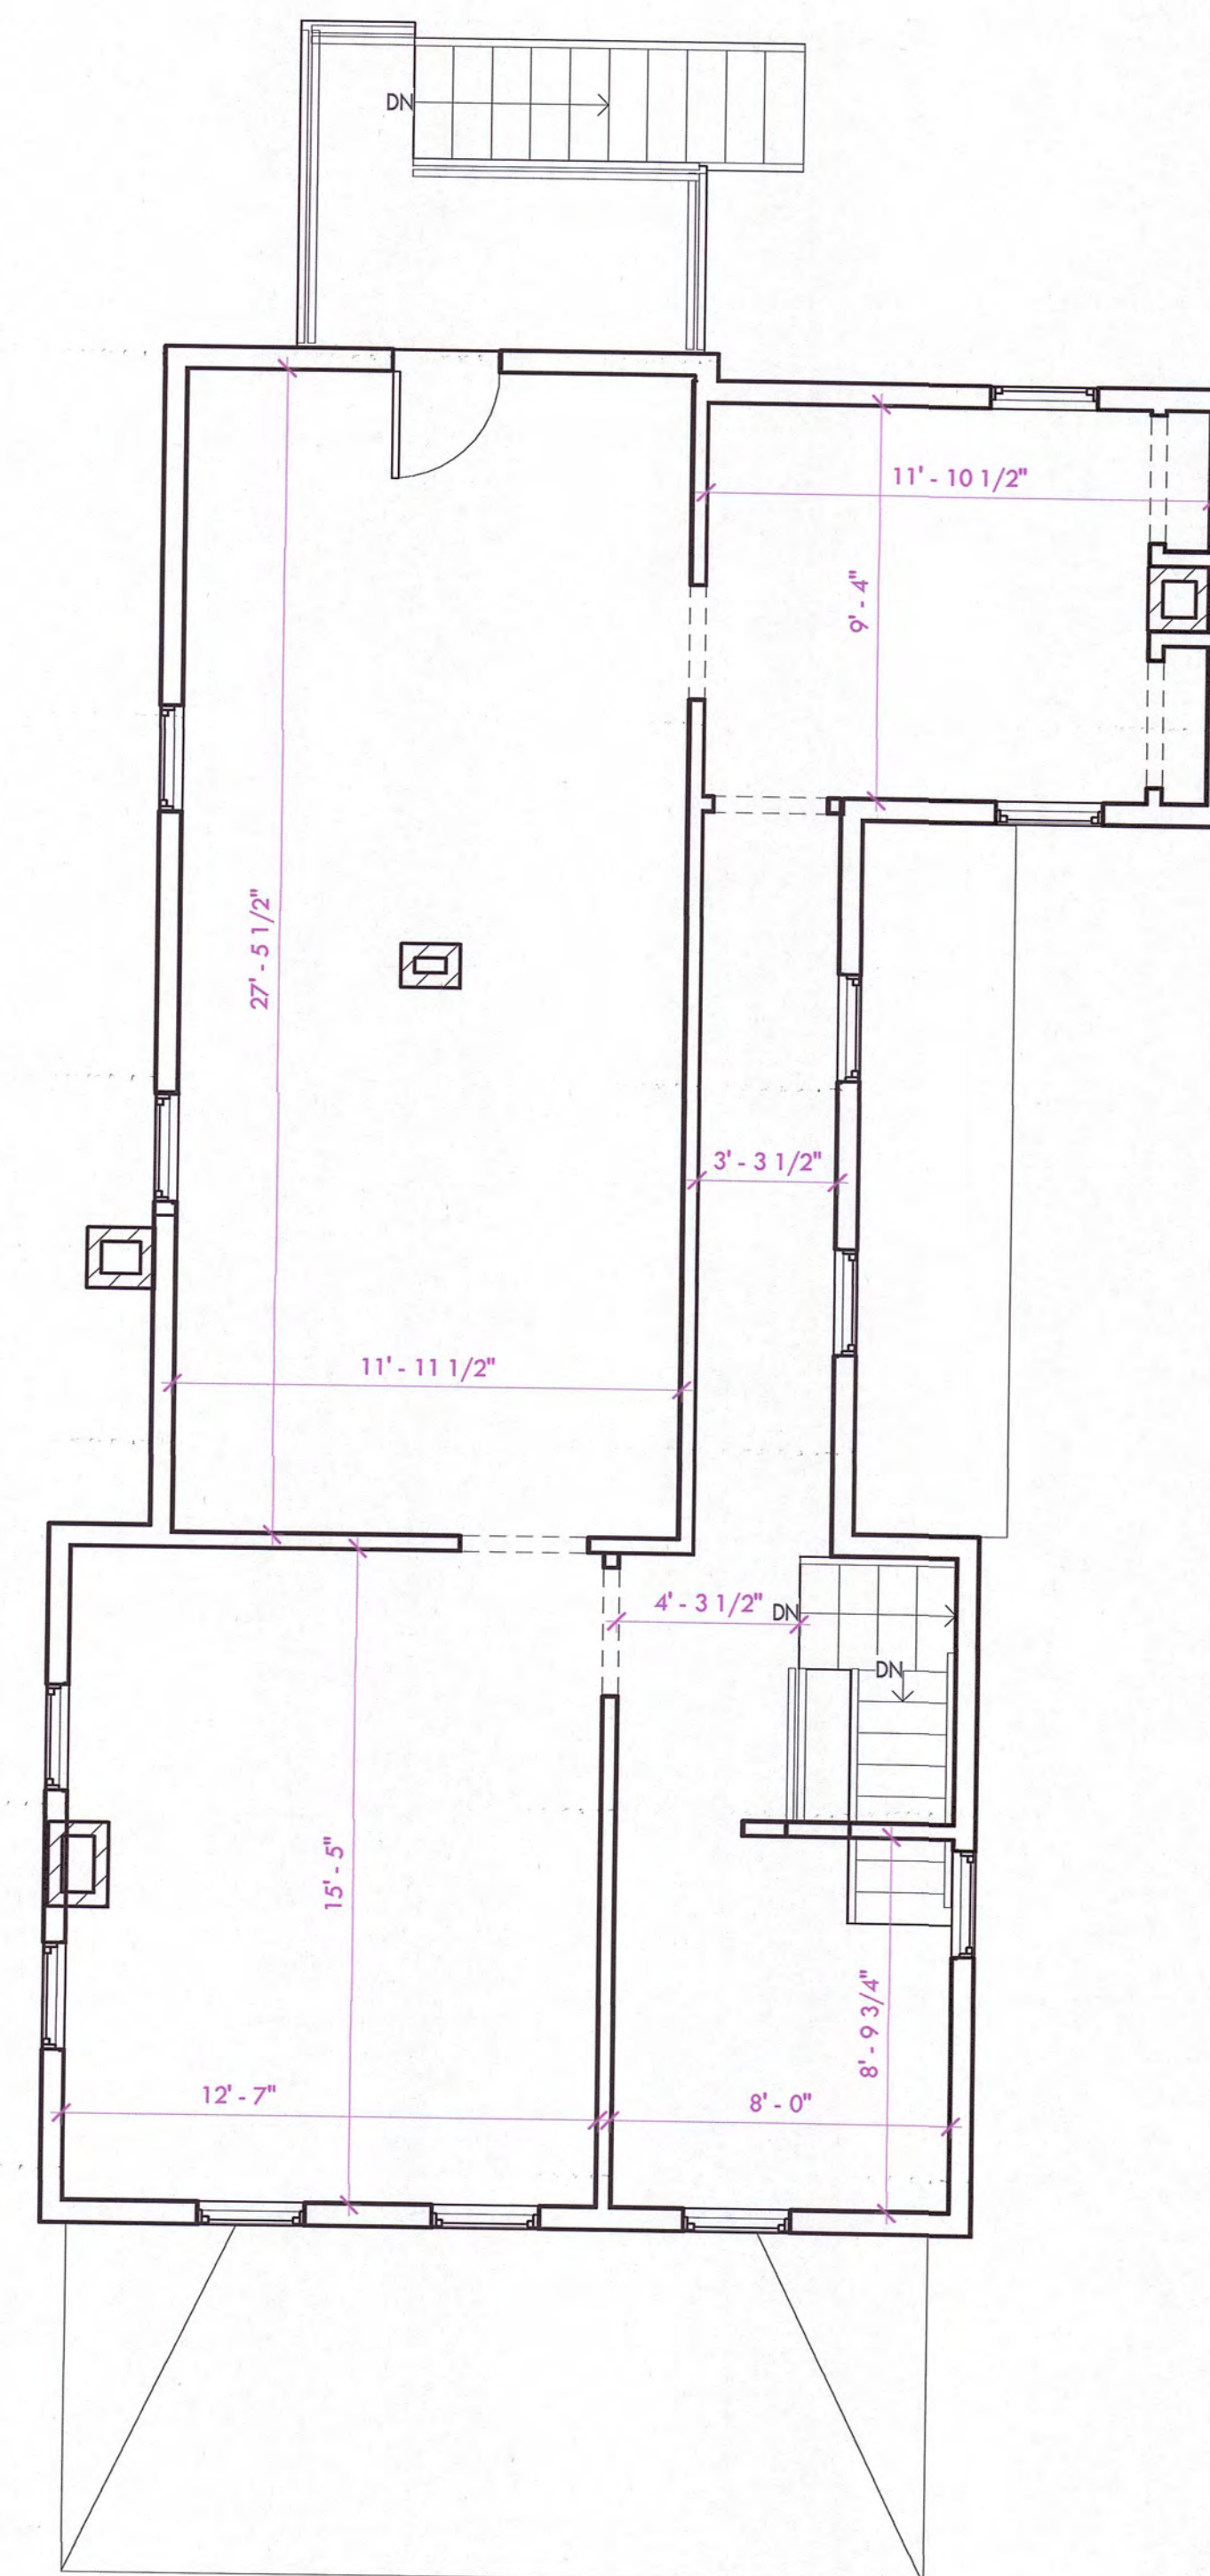 DN
11' - 10 1/2"
9' - 4"
27' - 5 1/2"
3' - 3 1/2"
11' - 11 1/2"
4' - 3 1/2"
DN
DN
15' - 5"
8' - 9 3/4"
12' - 7"
8' - 0"